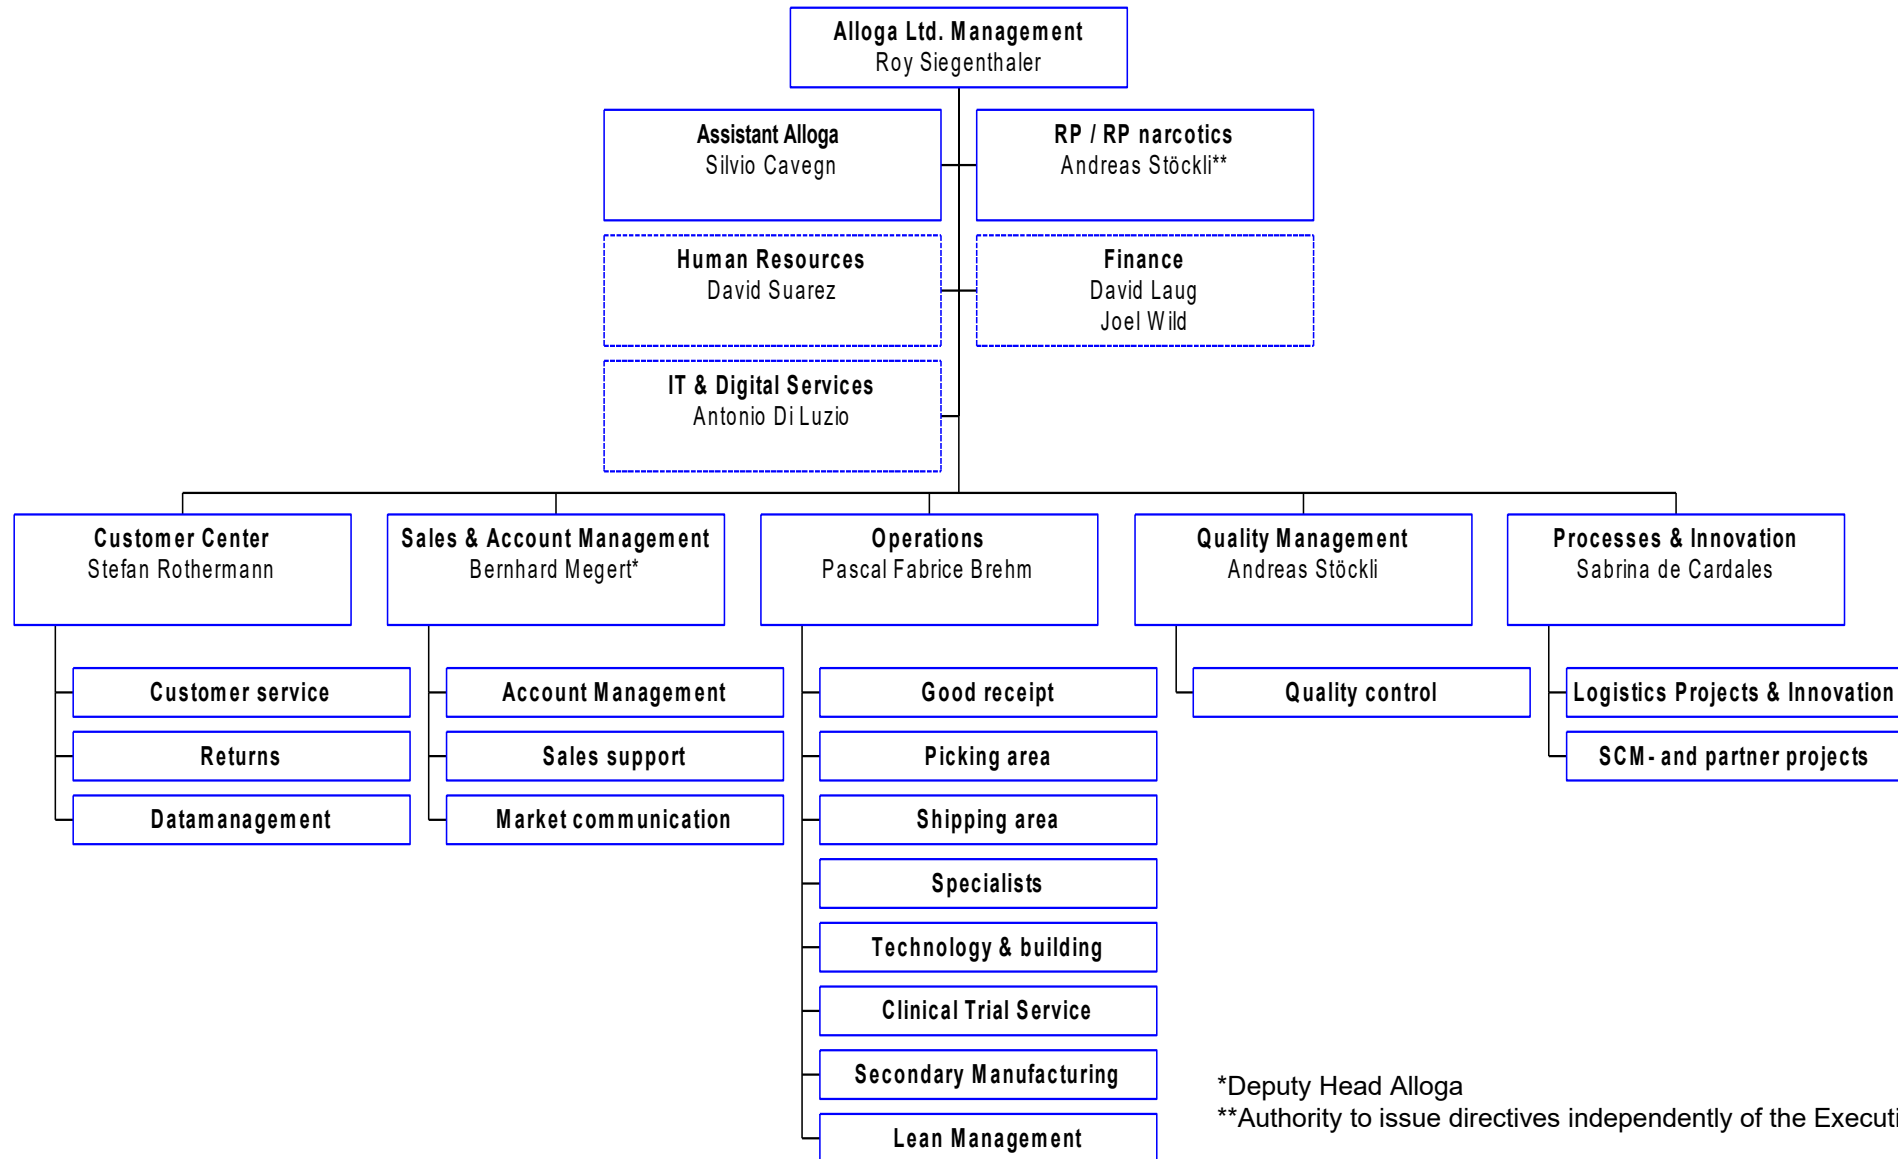 Alloga Ltd. Management
Roy Siegenthaler
Assistant Alloga
Silvio Cavegn
RP / RP narcotics
Andreas Stöckli**
Human Resources
David Suarez
Finance
David Laug
Joel Wild
IT & Digital Services
Antonio Di Luzio
Customer Center
Stefan Rothermann
Sales & Account Management
Bernhard Megert*
Operations
Pascal Fabrice Brehm
Quality Management
Andreas Stöckli
Processes & Innovation
Sabrina de Cardales
Customer service
Returns
Datamanagement
Account Management
Sales support
Market communication
Good receipt
Picking area
Shipping area
Specialists
Technology & building
Clinical Trial Service
Secondary Manufacturing
Lean Management
Quality control
Logistics Projects & Innovation
SCM- and partner projects
*Deputy Head Alloga
**Authority to issue directives independently of the Executi